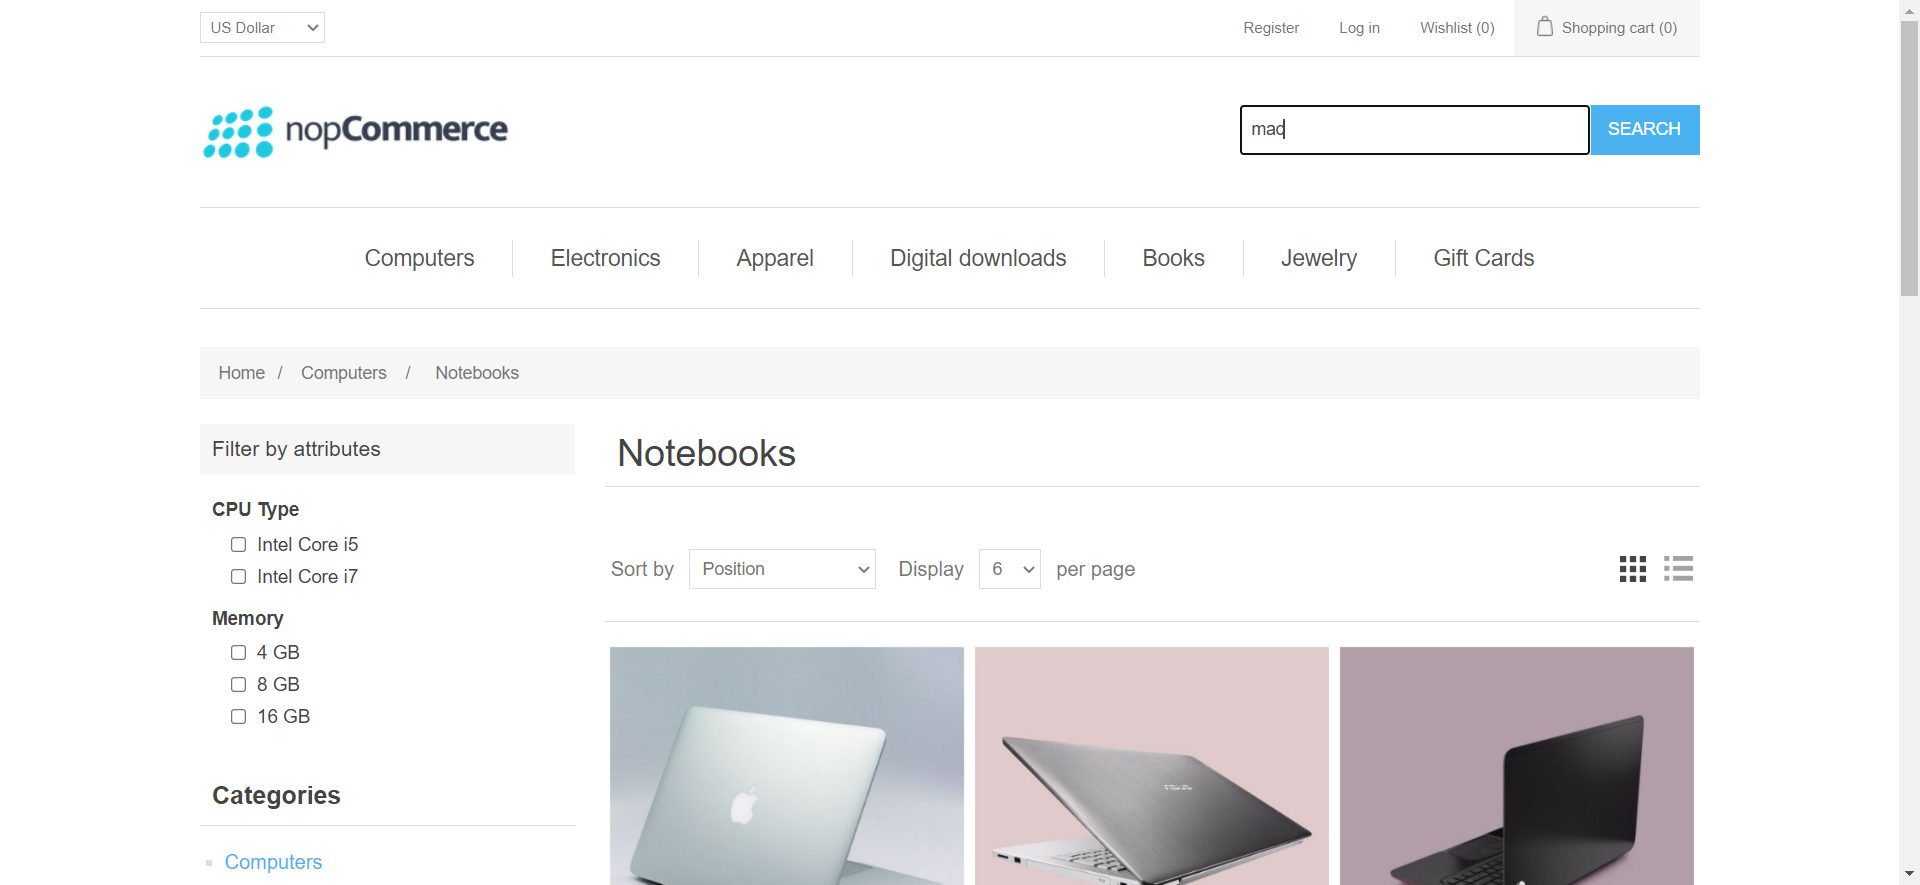 US Dollar
Register
Log in
Wishlist (0)
Shopping cart (0)
nopCommerce
mac
SEARCH
Computers
Electronics
Apparel
Digital downloads
Books
Jewelry
Gift Cards
Home / Computers / Notebooks
Filter by attributes
CPU Type
Intel Core i5
Intel Core i7
Memory
4 GB
8 GB
16 GB
Categories
Computers
Notebooks
Sort by Position Display 6 per page